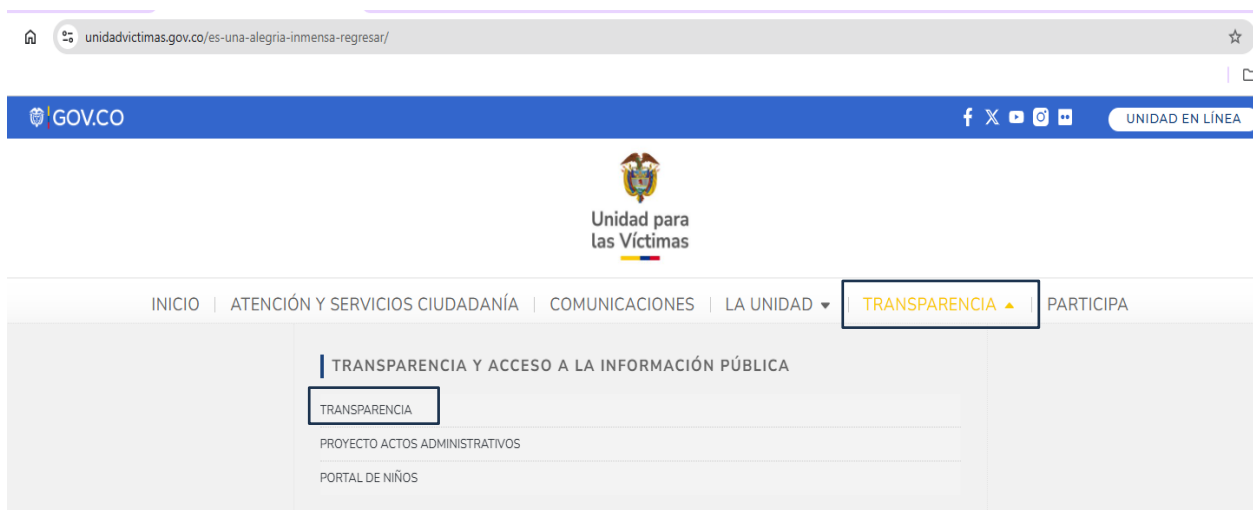 unidadvictimas.gov.co/es-una-alegria-inmensa-regresar/
GOV.CO
UNIDAD EN LÍNEA
Unidad para
las Víctimas
INICIO | ATENCIÓN Y SERVICIOS CIUDADANÍA | COMUNICACIONES | LA UNIDAD | TRANSPARENCIA | PARTICIPA
TRANSPARENCIA Y ACCESO A LA INFORMACIÓN PÚBLICA
TRANSPARENCIA
PROYECTO ACTOS ADMINISTRATIVOS
PORTAL DE NIÑOS